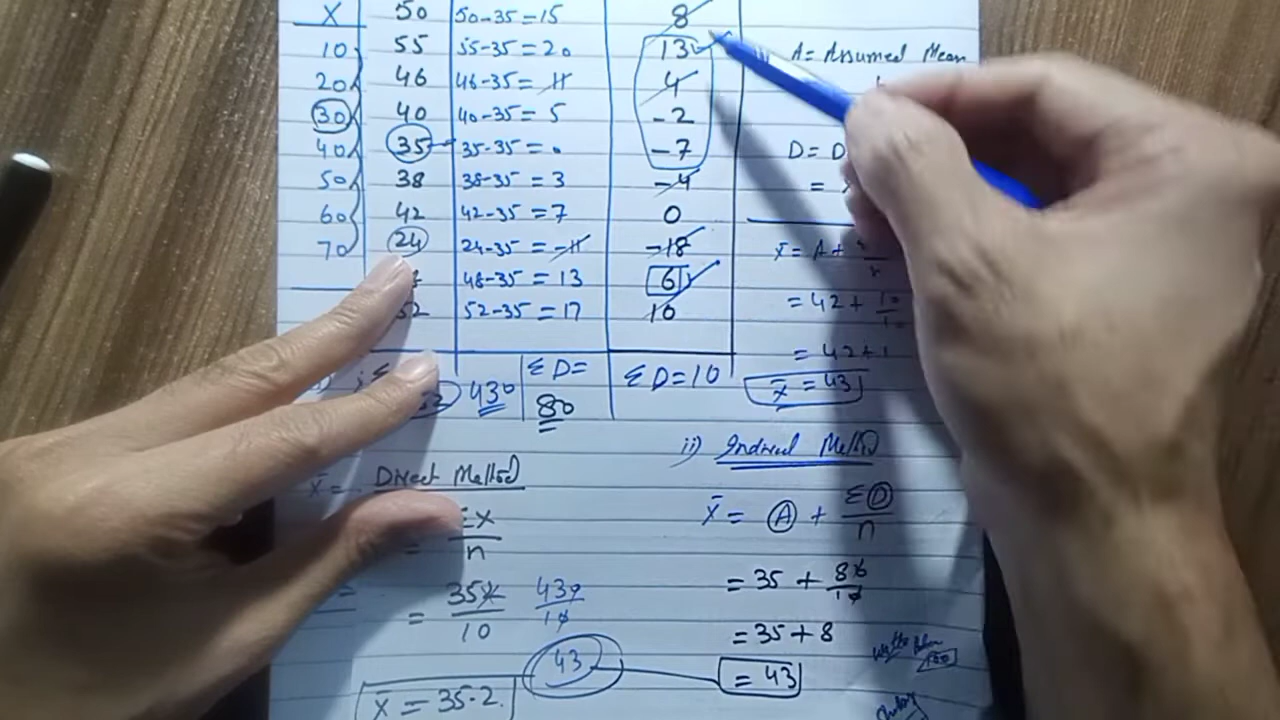 X 50 50-35=15 8
10 55 55-35=20 13
A= Assumed Mean
20 46 46-35=11 4
30 40 40-35=5 -2
40 35 35-35=0 -7
D=
50 38 38-35=3 -4
=
60 42 42-35=7 0
70 24 24-35=-11 -18
x̄= A+
48-35=13 6
=42+
52 52-35=17 10
=42+1
ΣD= ΣD=10
x̄=43
430 80
ii) Indirect Method
Direct Method
x̄=
x̄= A + ΣD/n
= Σx/n
=35+80/10
= 352/10 430/10
=35+8
43
=43
x̄=35.2